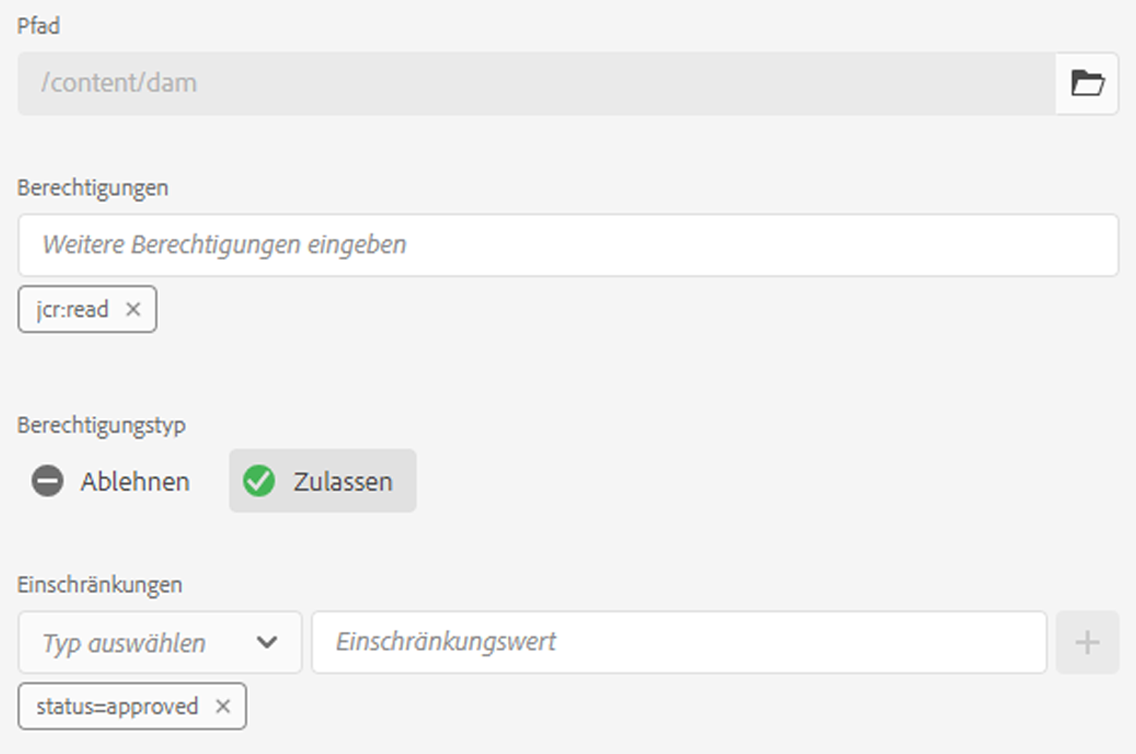 Pfad
/content/dam
Berechtigungen
Weitere Berechtigungen eingeben
jcr:read ×
Berechtigungstyp
Ablehnen Zulassen
Einschränkungen
Typ auswählen Einschränkungswert +
status=approved ×